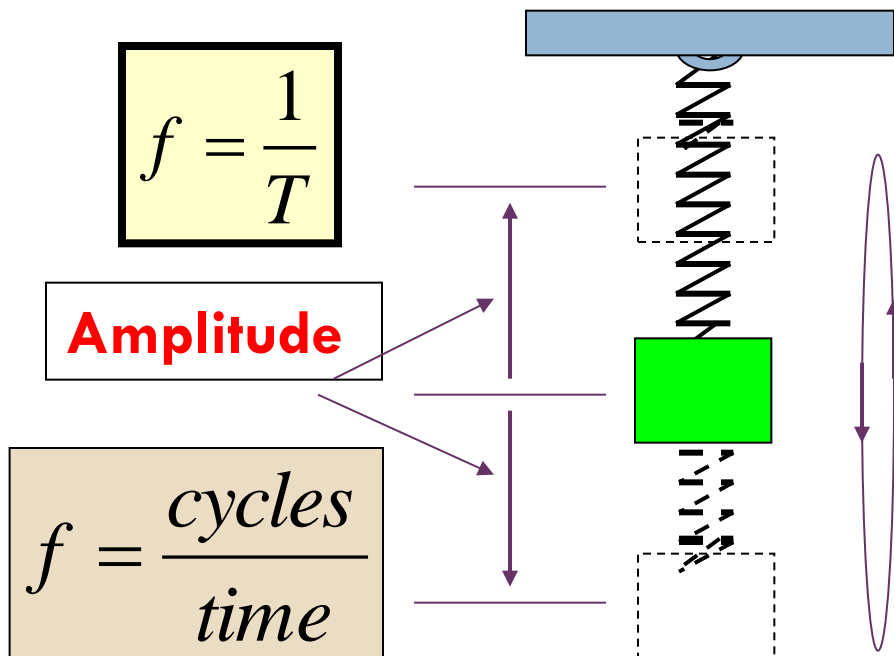 f = 1/T
Amplitude
f = cycles/time